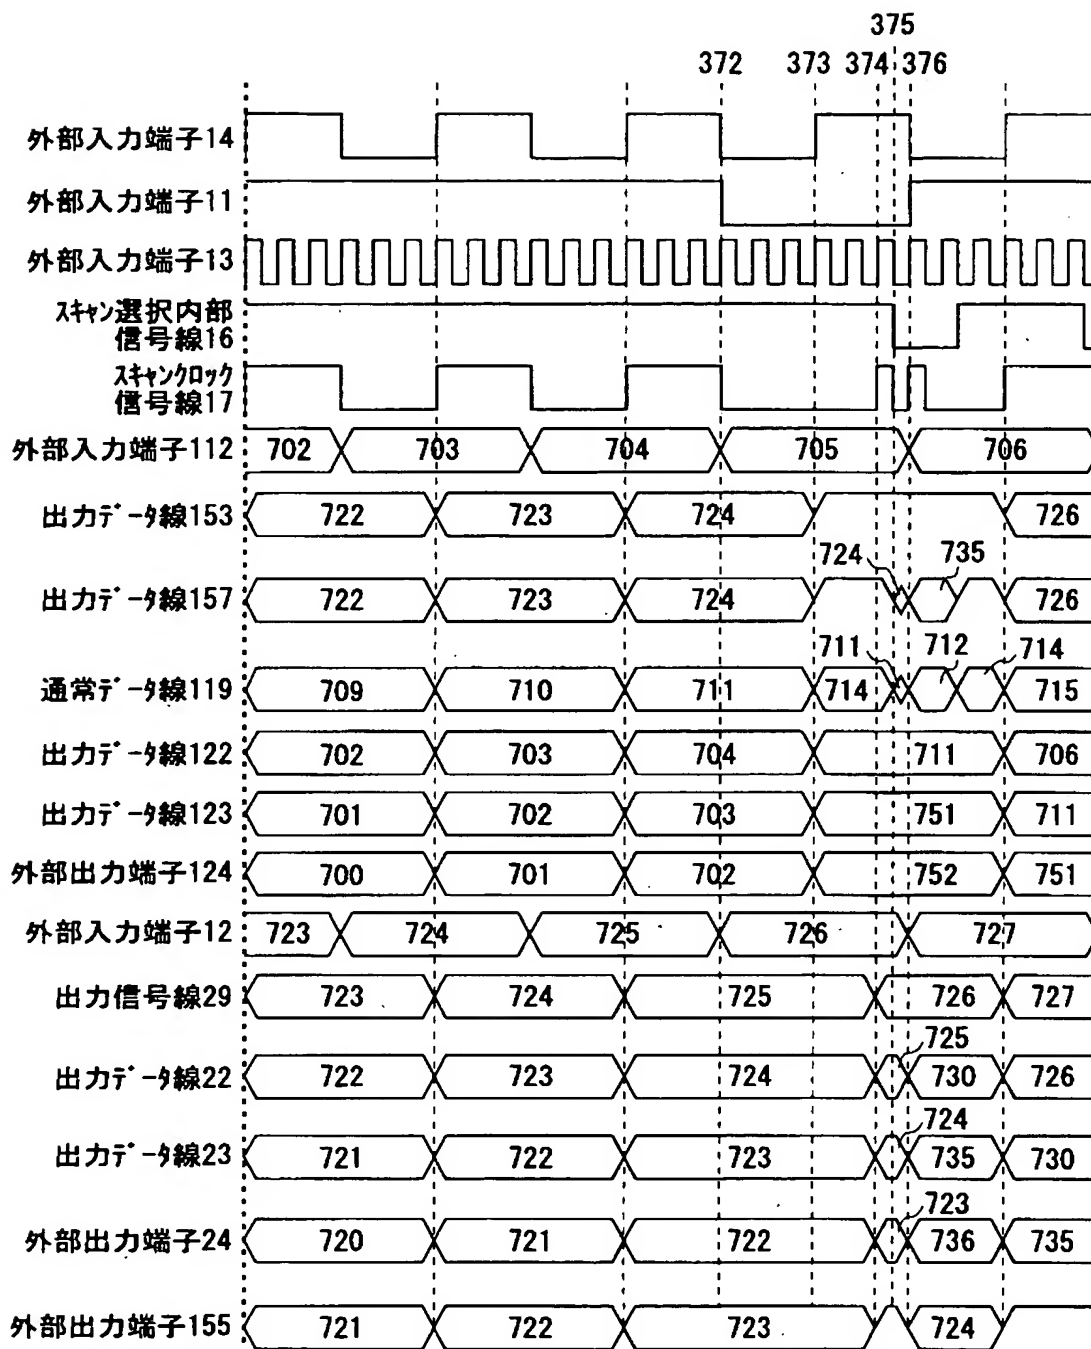 375
372 373 374 376
外部入力端子14
外部入力端子11
外部入力端子13
スキャン選択内部
信号線16
スキャンクロック
信号線17
外部入力端子112 702 703 704 705 706
出力データ線153 722 723 724 726
724 735
出力データ線157 722 723 724 726
711 712 714
通常データ線119 709 710 711 714 715
出力データ線122 702 703 704 711 706
出力データ線123 701 702 703 751 711
外部出力端子124 700 701 702 752 751
外部入力端子12 723 724 725 726 727
出力信号線29 723 724 725 726 727
725
出力データ線22 722 723 724 730 726
724
出力データ線23 721 722 723 735 730
723
外部出力端子24 720 721 722 736 735
外部出力端子155 721 722 723 724